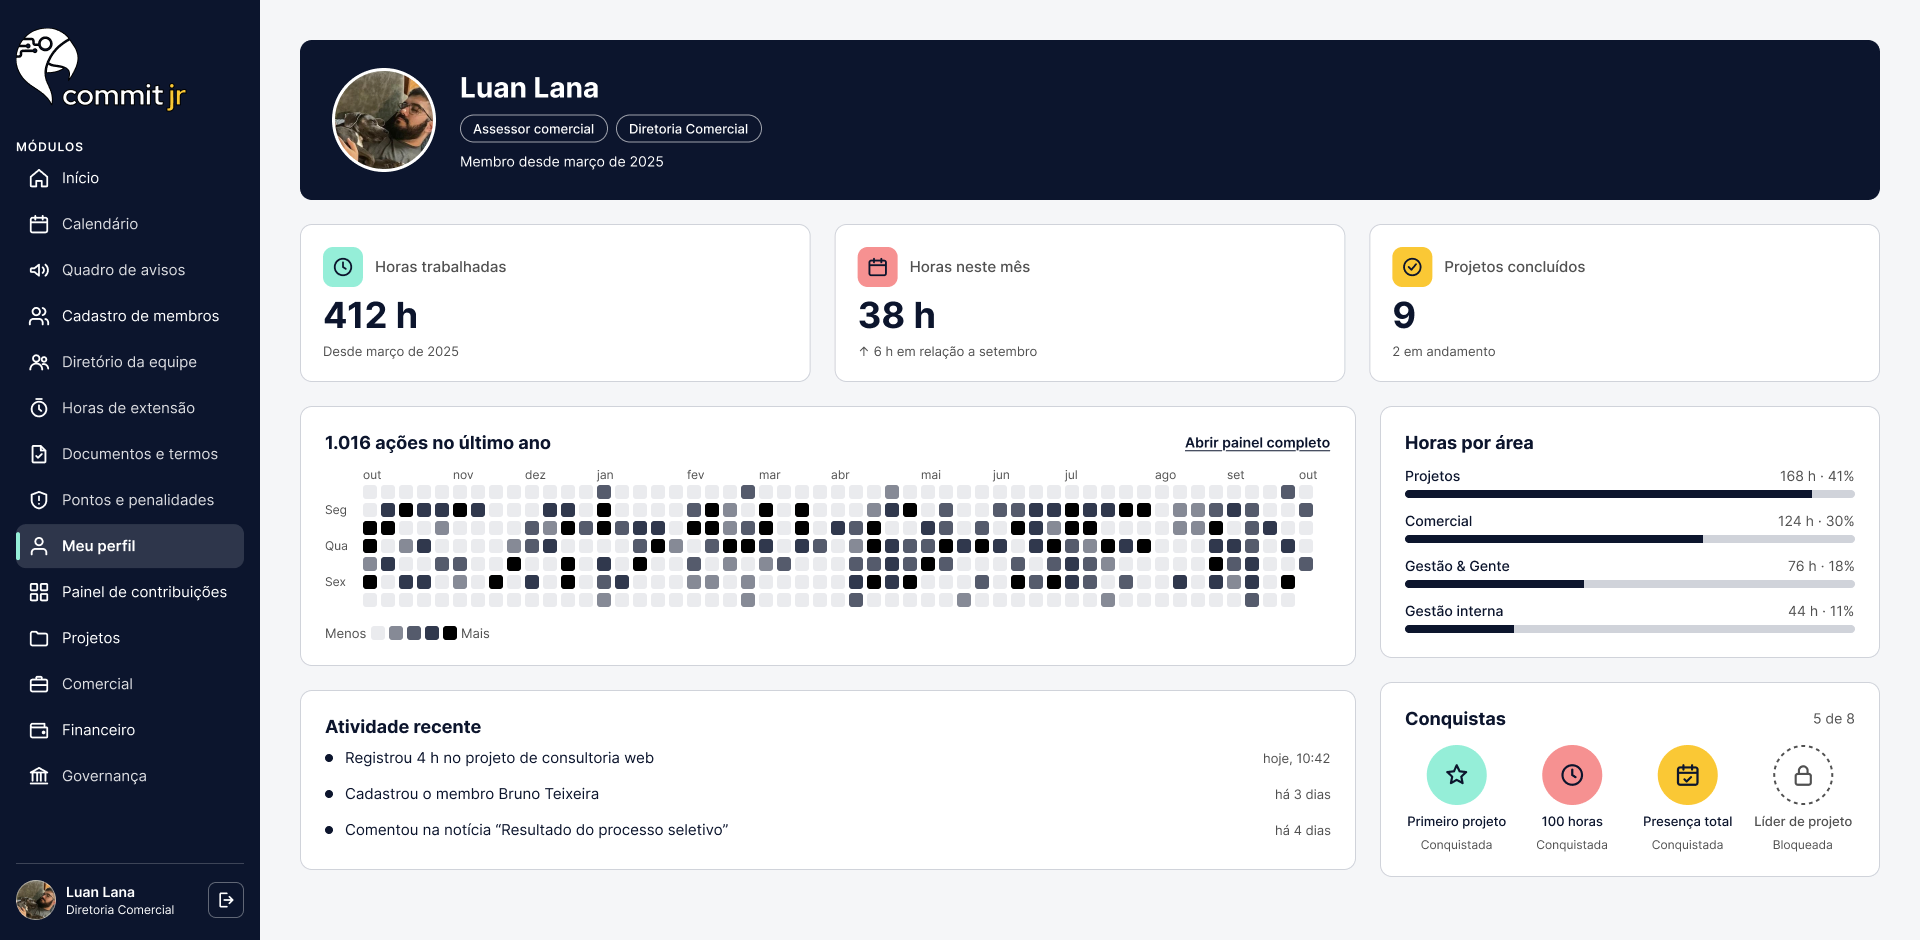 commit jr
MÓDULOS
Início
Calendário
Quadro de avisos
Cadastro de membros
Diretório da equipe
Horas de extensão
Documentos e termos
Pontos e penalidades
Meu perfil
Painel de contribuições
Projetos
Comercial
Financeiro
Governança
Luan Lana
Diretoria Comercial
Luan Lana
Assessor comercial
Diretoria Comercial
Membro desde março de 2025
Horas trabalhadas
412 h
Desde março de 2025
Horas neste mês
38 h
↑ 6 h em relação a setembro
Projetos concluídos
9
2 em andamento
1.016 ações no último ano
Abrir painel completo
out nov dez jan fev mar abr mai jun jul ago set out
Seg
Qua
Sex
Menos Mais
Horas por área
Projetos 168 h · 41%
Comercial 124 h · 30%
Gestão & Gente 76 h · 18%
Gestão interna 44 h · 11%
Atividade recente
Registrou 4 h no projeto de consultoria web hoje, 10:42
Cadastrou o membro Bruno Teixeira há 3 dias
Comentou na notícia “Resultado do processo seletivo” há 4 dias
Conquistas 5 de 8
Primeiro projeto
Conquistada
100 horas
Conquistada
Presença total
Conquistada
Líder de projeto
Bloqueada